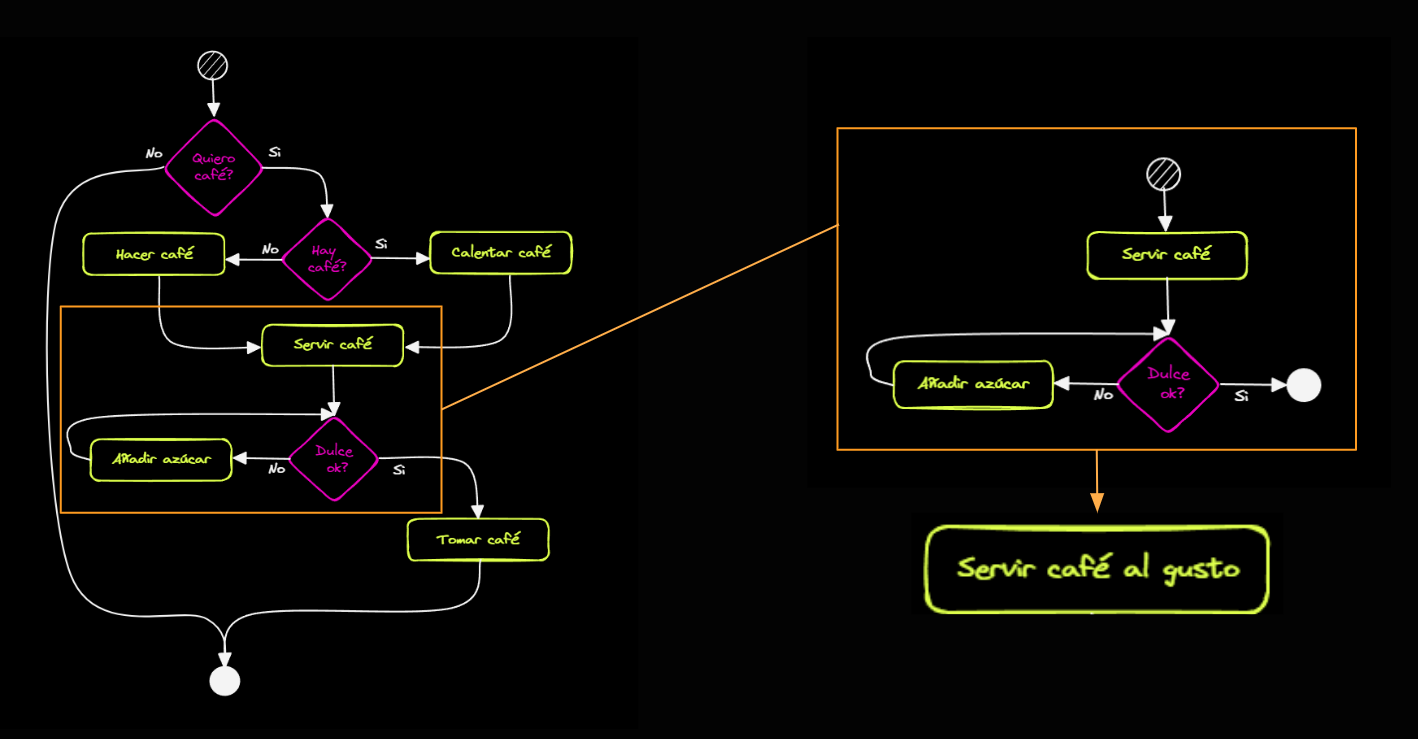 Quiero
café?
No
Si
Hay
café?
No
Si
Hacer café
Calentar café
Servir café
Dulce
ok?
No
Si
Añadir azúcar
Tomar café
Servir café
Dulce
ok?
No
Si
Añadir azúcar
Servir café al gusto